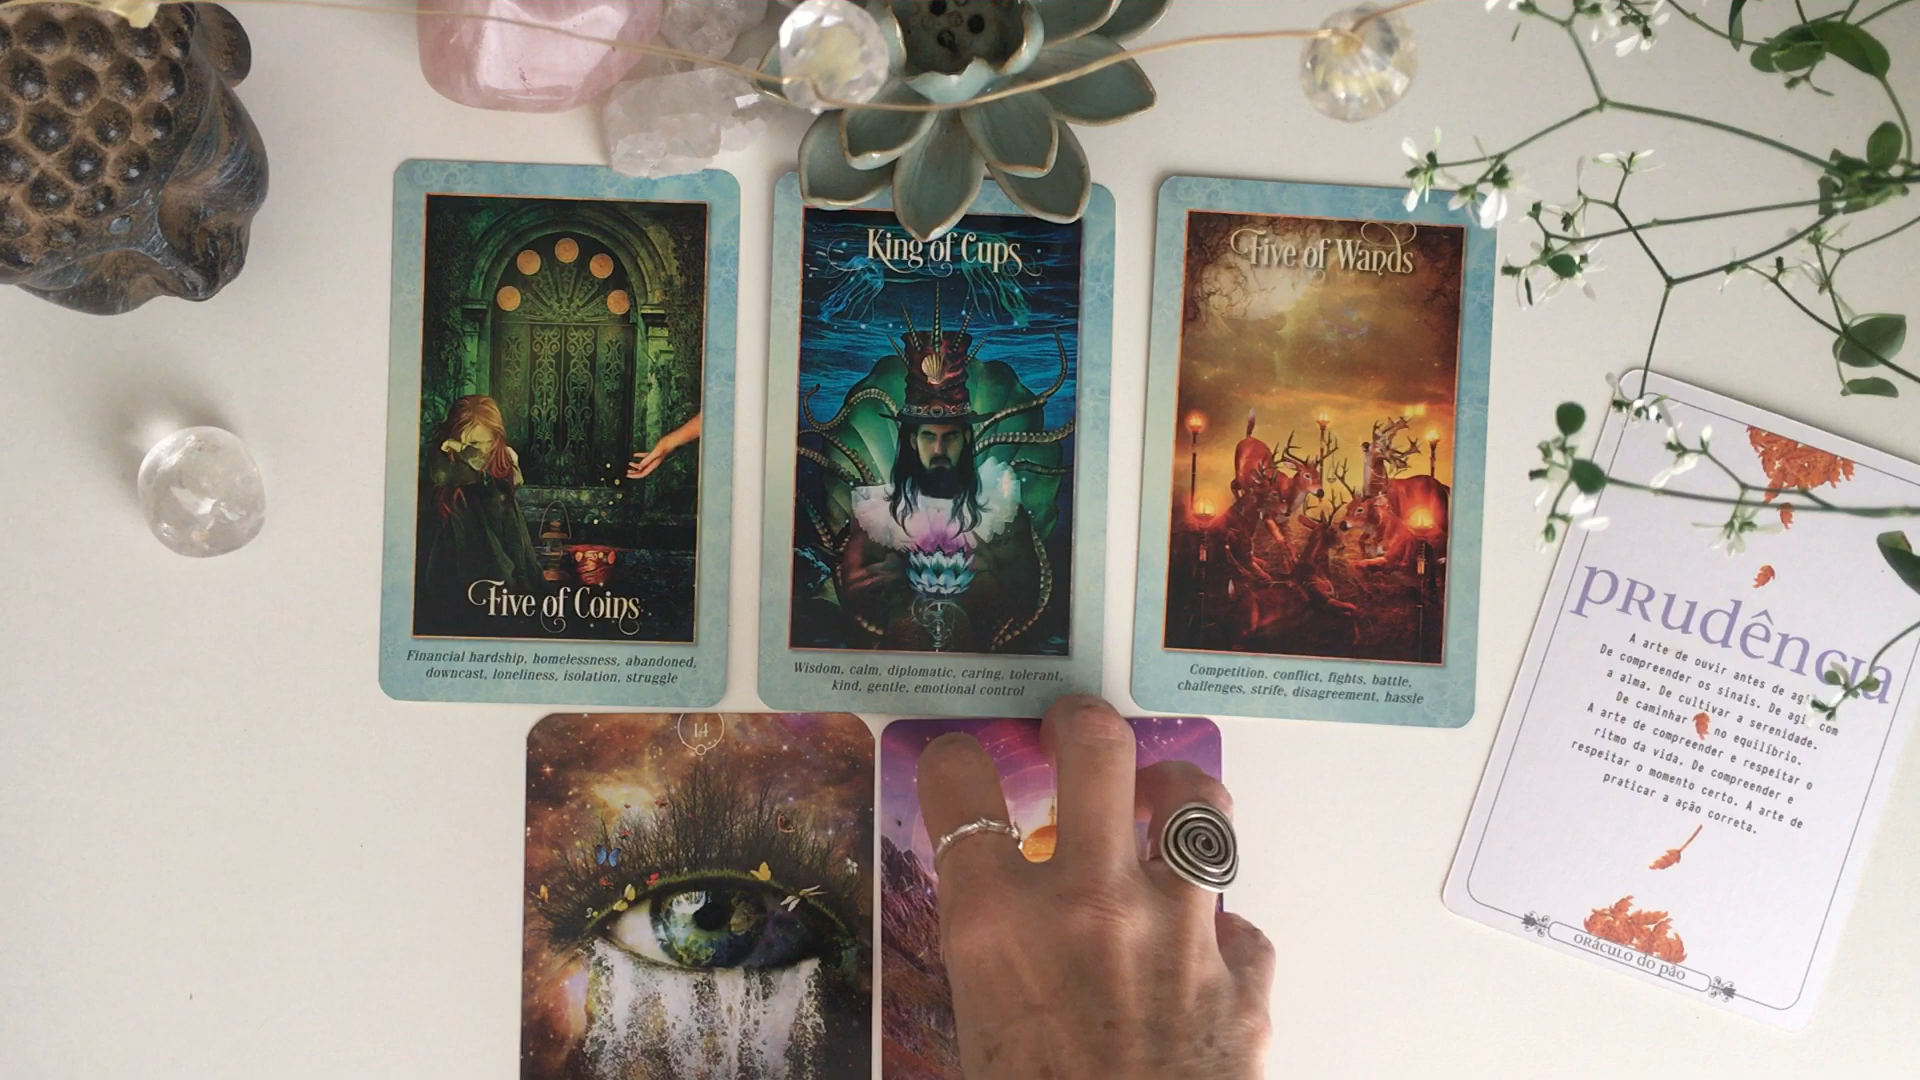 Five of Coins
Financial hardship, homelessness, abandoned,
downcast, loneliness, isolation, struggle
King of Cups
Wisdom, calm, diplomatic, caring, tolerant,
kind, gentle, emotional control
Five of Wands
Competition, conflict, fights, battle,
challenges, strife, disagreement, hassle
14
prudência
A arte de ouvir antes de agir.
De compreender os sinais. De agir com
a alma. De cultivar a serenidade.
De caminhar no equilíbrio.
A arte de compreender e respeitar o
ritmo da vida. De compreender e
respeitar o momento certo. A arte de
praticar a ação correta.
oráculo do pão